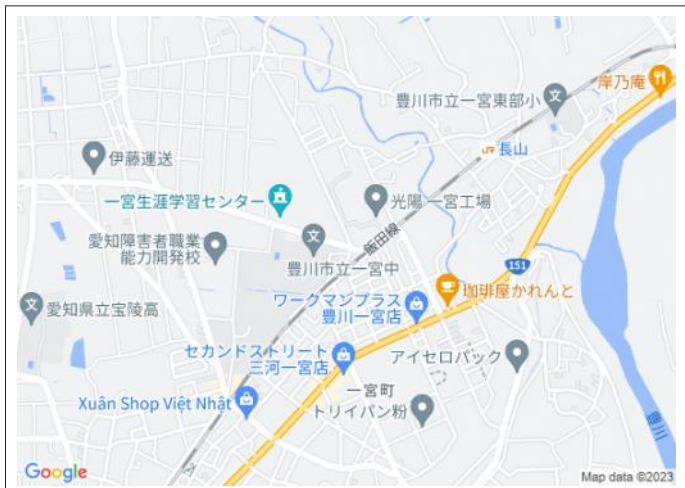 岸乃庵
豊川市立一宮東部小
長山
伊藤運送
一宮生涯学習センター
光陽 一宮工場
飯田線
愛知障害者職業
能力開発校
豊川市立一宮中
151
愛知県立宝陵高
ワークマンプラス
豊川一宮店
珈琲屋かれんと
セカンドストリート
三河一宮店
アイセロパック
一宮町
Xuân Shop Việt Nhật
トリイパン粉
Google
Map data ©2023